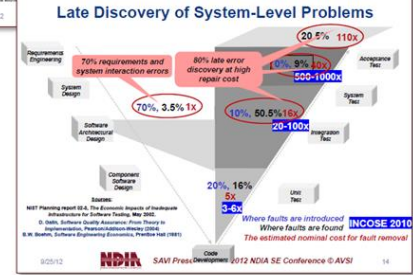 Late Discovery of System-Level Problems
20.5% 110x
Requirements
Engineering
70% requirements and
system interaction errors
80% late error
discovery at high
repair cost
0%, 9% 40x
500-1000x
Acceptance
Test
System
Design
70%, 3.5% 1x
10%, 50.5% 16x
20-100x
System
Test
Software
Architectural
Design
Integration
Test
Component
Software
Design
20%, 16%
5x
3-6x
Unit
Test
Sources:
NIST Planning report 02-3, The Economic Impacts of Inadequate
Infrastructure for Software Testing, May 2002.
D. Galin, Software Quality Assurance: From Theory to
Implementation, Pearson/Addison-Wesley (2004)
B.W. Boehm, Software Engineering Economics, Prentice Hall (1981)
Where faults are introduced
INCOSE 2010
Where faults are found
The estimated nominal cost for fault removal
Code
Development
9/25/12
NDIA
SAVI
2012 NDIA SE Conference © AVSI
14